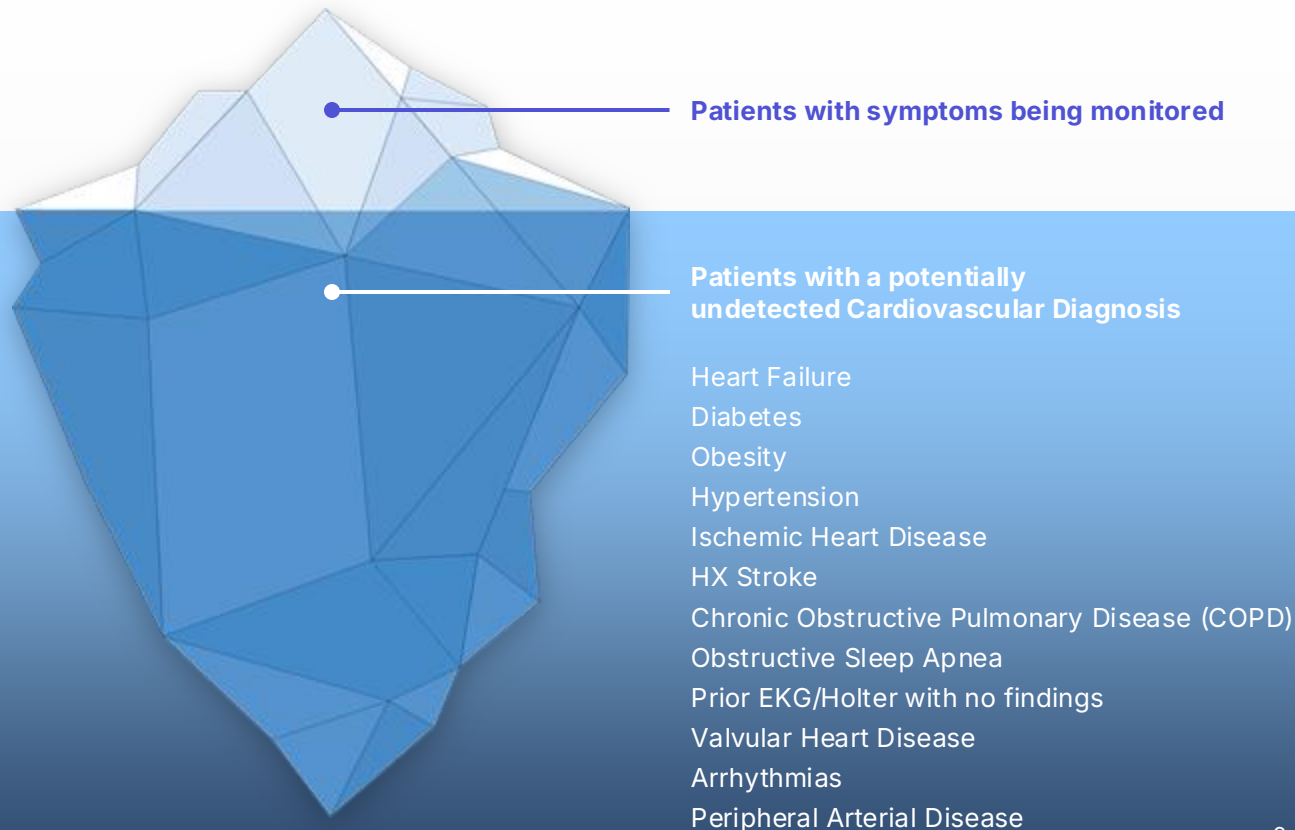 Patients with symptoms being monitored
Patients with a potentially
undetected Cardiovascular Diagnosis
Heart Failure
Diabetes
Obesity
Hypertension
Ischemic Heart Disease
HX Stroke
Chronic Obstructive Pulmonary Disease (COPD)
Obstructive Sleep Apnea
Prior EKG/Holter with no findings
Valvular Heart Disease
Arrhythmias
Peripheral Arterial Disease